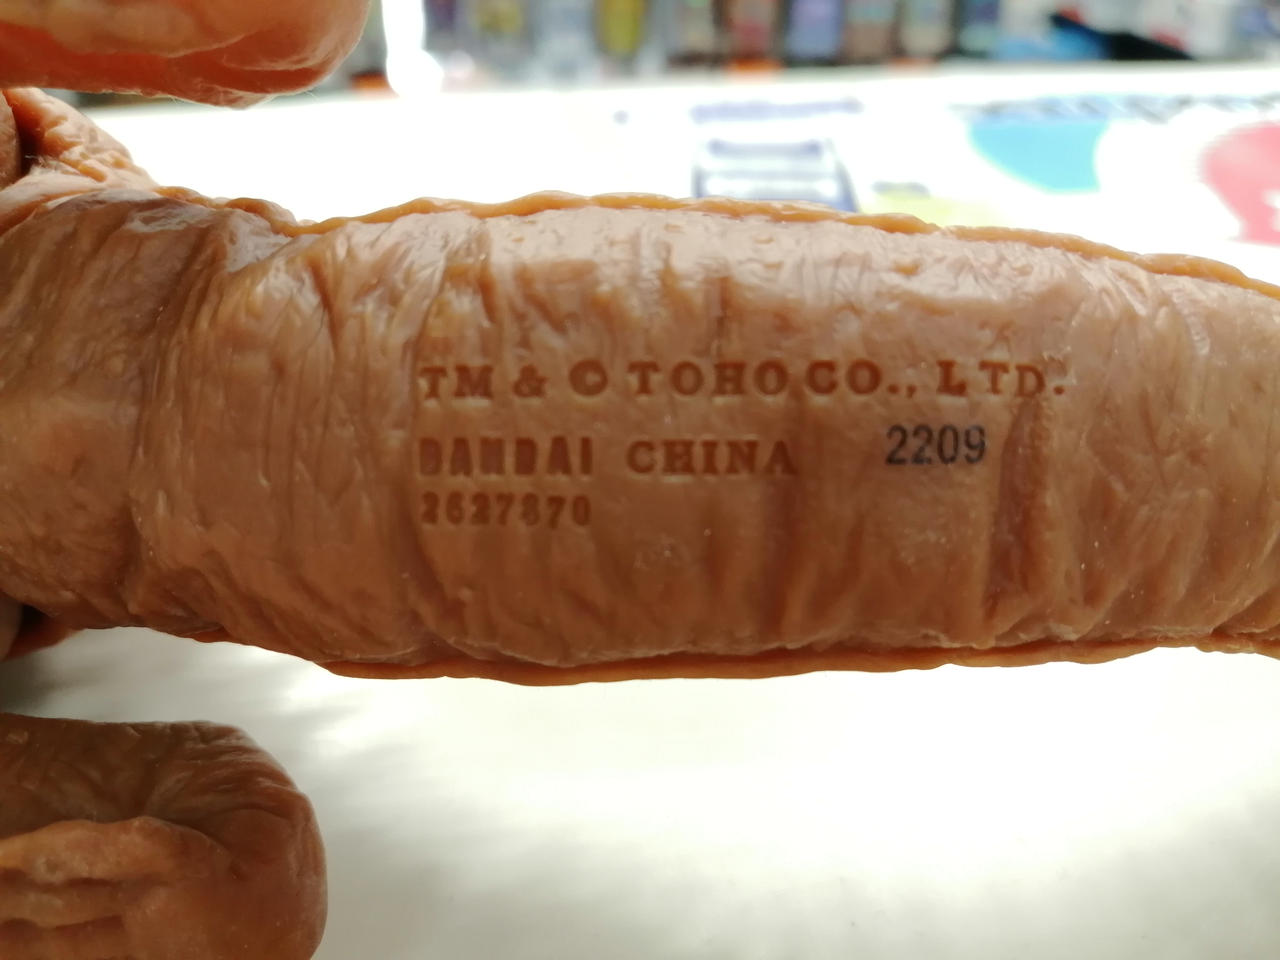 TM & © TOHO CO., LTD.
BANDAI CHINA 2209
2627870